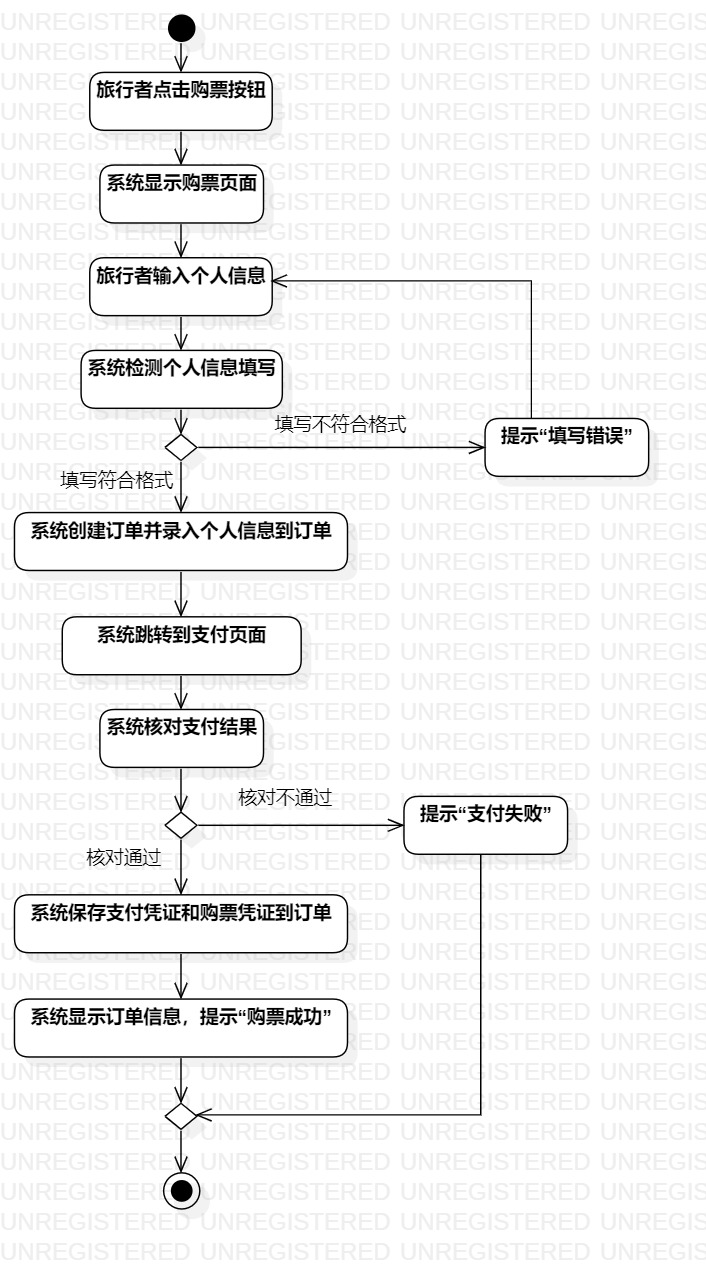 旅行者点击购票按钮
系统显示购票页面
旅行者输入个人信息
系统检测个人信息填写
填写不符合格式
提示“填写错误”
填写符合格式
系统创建订单并录入个人信息到订单
系统跳转到支付页面
系统核对支付结果
核对不通过
提示“支付失败”
核对通过
系统保存支付凭证和购票凭证到订单
系统显示订单信息，提示“购票成功”
UNREGISTERED